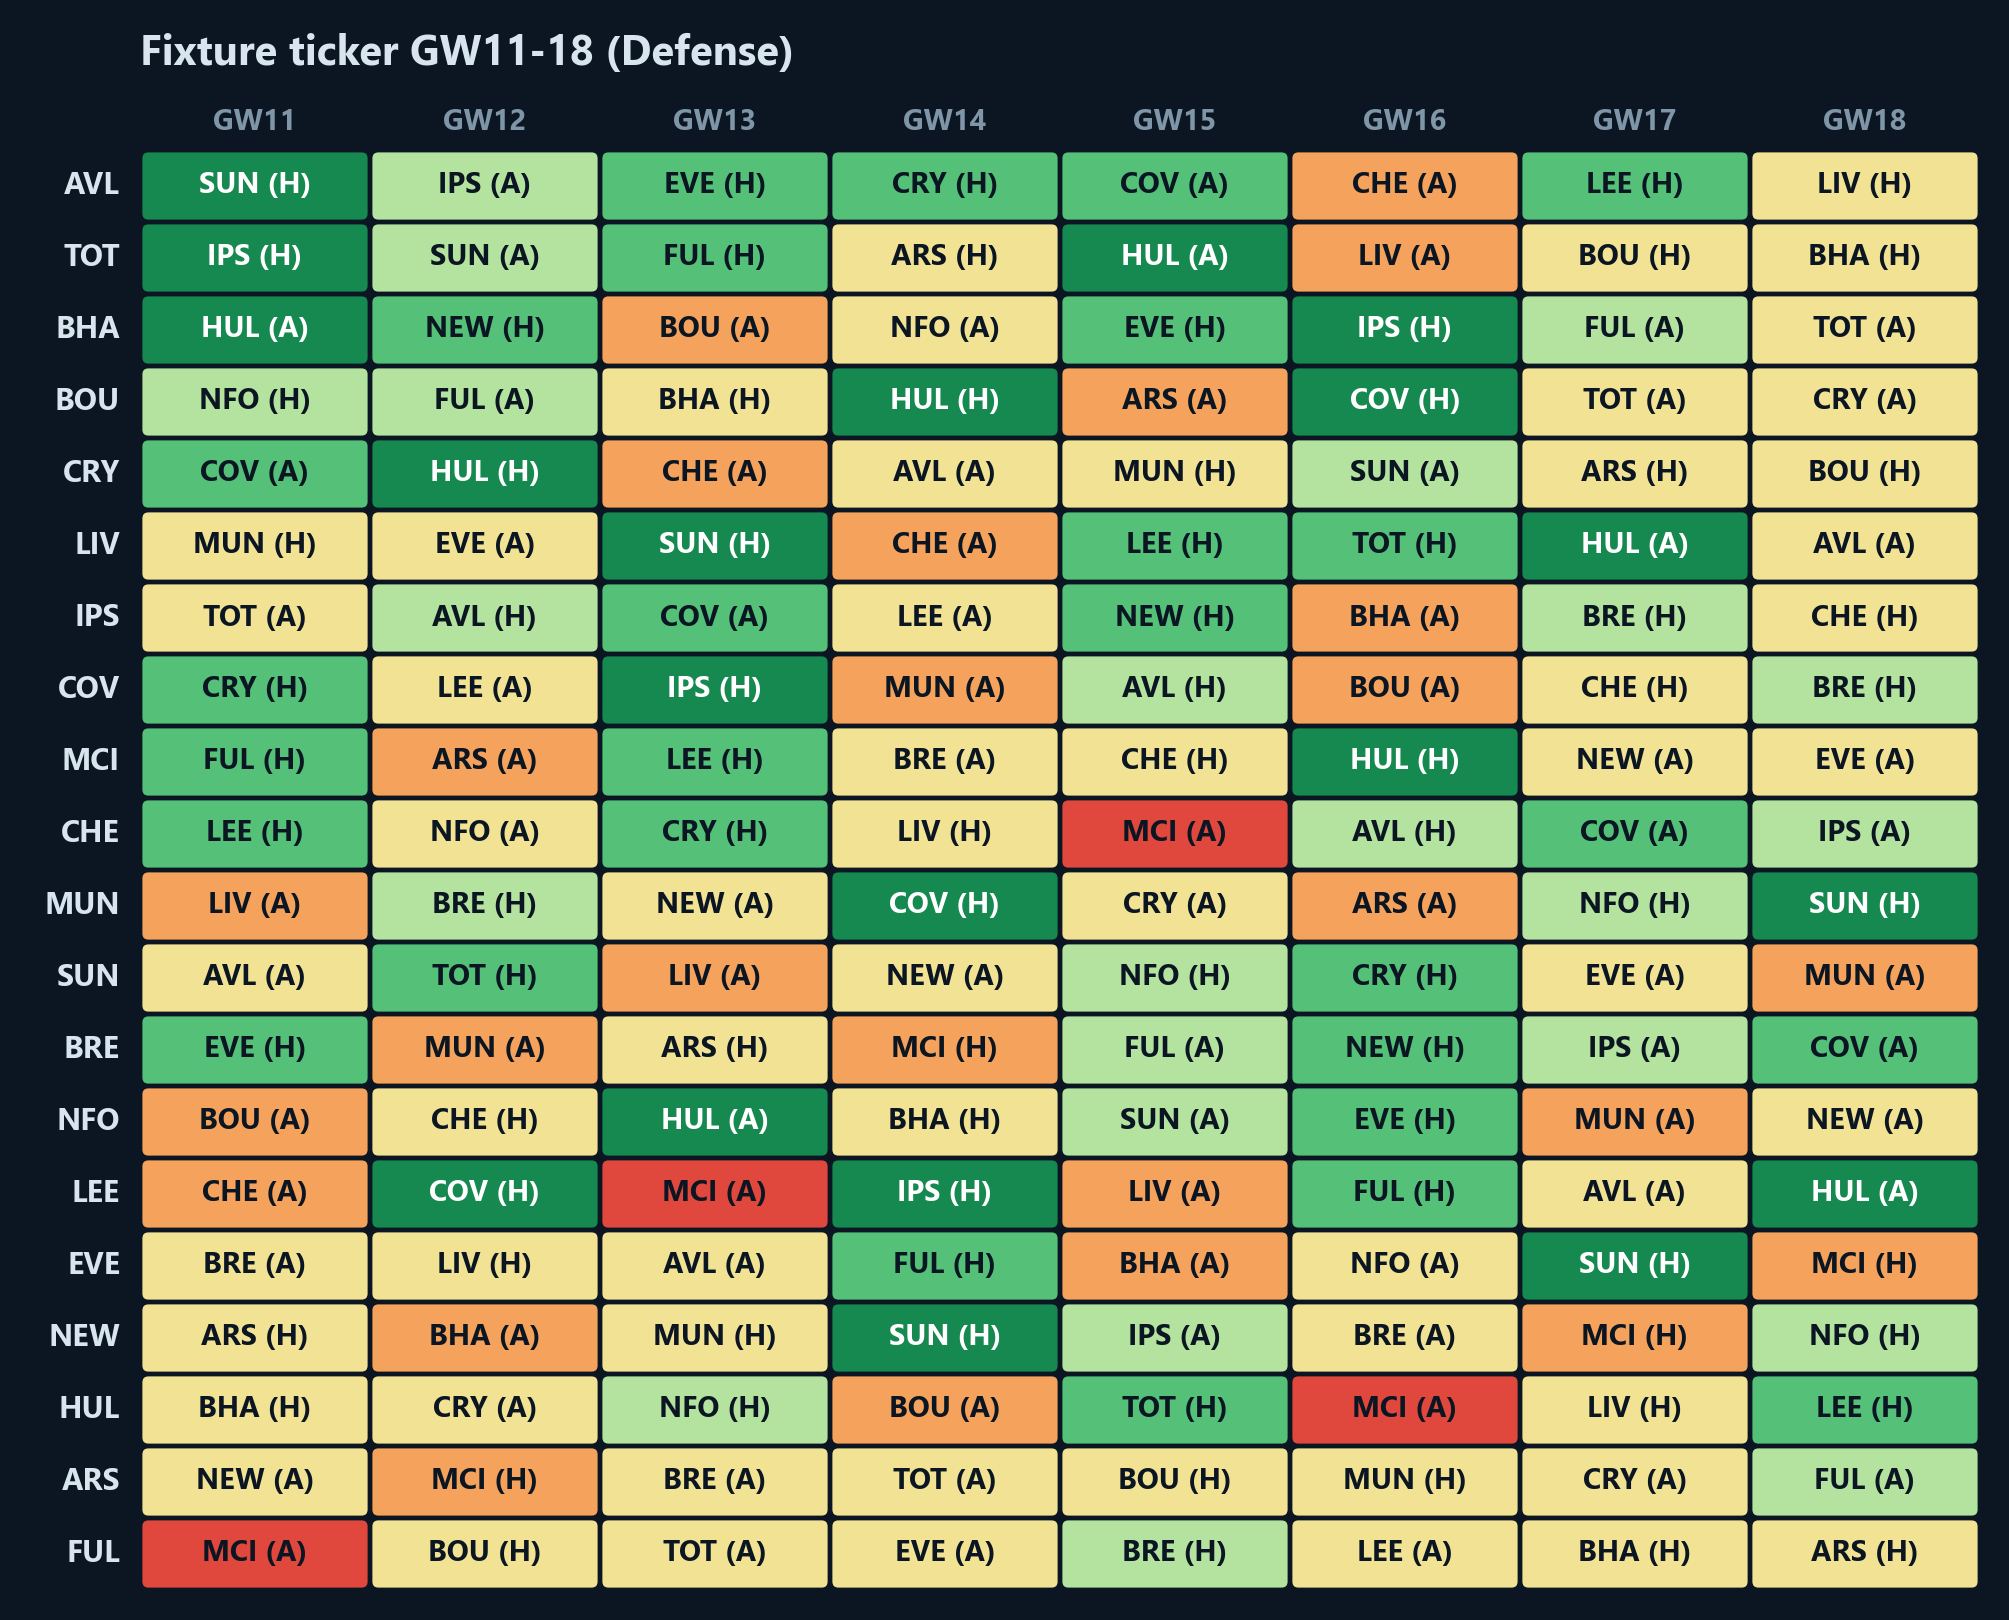 Fixture ticker GW11-18 (Defense)
GW11 GW12 GW13 GW14 GW15 GW16 GW17 GW18
AVL SUN (H) IPS (A) EVE (H) CRY (H) COV (A) CHE (A) LEE (H) LIV (H)
TOT IPS (H) SUN (A) FUL (H) ARS (H) HUL (A) LIV (A) BOU (H) BHA (H)
BHA HUL (A) NEW (H) BOU (A) NFO (A) EVE (H) IPS (H) FUL (A) TOT (A)
BOU NFO (H) FUL (A) BHA (H) HUL (H) ARS (A) COV (H) TOT (A) CRY (A)
CRY COV (A) HUL (H) CHE (A) AVL (A) MUN (H) SUN (A) ARS (H) BOU (H)
LIV MUN (H) EVE (A) SUN (H) CHE (A) LEE (H) TOT (H) HUL (A) AVL (A)
IPS TOT (A) AVL (H) COV (A) LEE (A) NEW (H) BHA (A) BRE (H) CHE (H)
COV CRY (H) LEE (A) IPS (H) MUN (A) AVL (H) BOU (A) CHE (H) BRE (H)
MCI FUL (H) ARS (A) LEE (H) BRE (A) CHE (H) HUL (H) NEW (A) EVE (A)
CHE LEE (H) NFO (A) CRY (H) LIV (H) MCI (A) AVL (H) COV (A) IPS (A)
MUN LIV (A) BRE (H) NEW (A) COV (H) CRY (A) ARS (A) NFO (H) SUN (H)
SUN AVL (A) TOT (H) LIV (A) NEW (A) NFO (H) CRY (H) EVE (A) MUN (A)
BRE EVE (H) MUN (A) ARS (H) MCI (H) FUL (A) NEW (H) IPS (A) COV (A)
NFO BOU (A) CHE (H) HUL (A) BHA (H) SUN (A) EVE (H) MUN (A) NEW (A)
LEE CHE (A) COV (H) MCI (A) IPS (H) LIV (A) FUL (H) AVL (A) HUL (A)
EVE BRE (A) LIV (H) AVL (A) FUL (H) BHA (A) NFO (A) SUN (H) MCI (H)
NEW ARS (H) BHA (A) MUN (H) SUN (H) IPS (A) BRE (A) MCI (H) NFO (H)
HUL BHA (H) CRY (A) NFO (H) BOU (A) TOT (H) MCI (A) LIV (H) LEE (H)
ARS NEW (A) MCI (H) BRE (A) TOT (A) BOU (H) MUN (H) CRY (A) FUL (A)
FUL MCI (A) BOU (H) TOT (A) EVE (A) BRE (H) LEE (A) BHA (H) ARS (H)